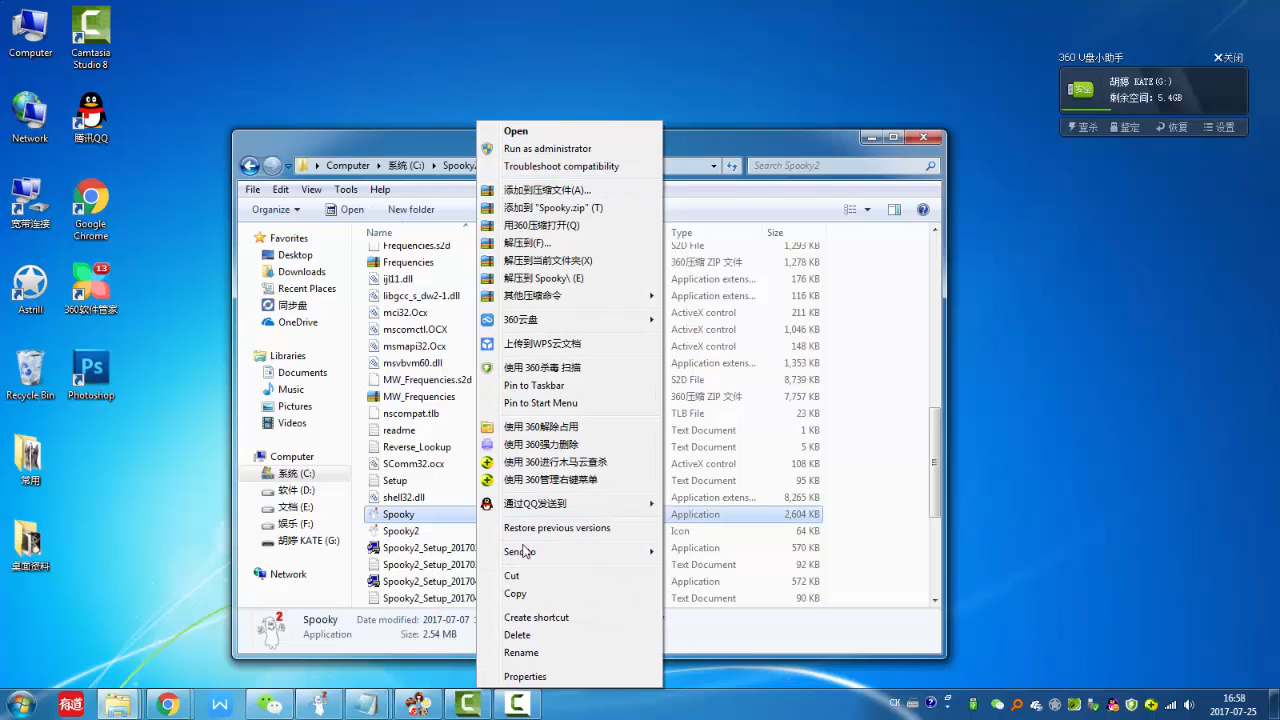 Computer
Camtasia
Studio 8
Network
腾讯QQ
宽带连接
Google
Chrome
Astrill
13
360软件管家
Recycle Bin
Ps
Photoshop
常用
桌面资料
360 U盘小助手
关闭
安全
胡婷 KATE(G:)
剩余空间: 5.4GB
查杀
鉴定
恢复
设置
Computer
系统 (C:)
Spooky2
Search Spooky2
File
Edit
View
Tools
Help
Organize
Open
New folder
Favorites
Desktop
Downloads
Recent Places
同步盘
OneDrive
Libraries
Documents
Music
Pictures
Videos
Computer
系统 (C:)
软件 (D:)
文档 (E:)
娱乐 (F:)
胡婷 KATE (G:)
Network
Name
Type
Size
Frequencies.s2d
S2D File
1,293 KB
Frequencies
360压缩 ZIP 文件
1,278 KB
ijl11.dll
Application extens...
176 KB
libgcc_s_dw2-1.dll
Application extens...
116 KB
mci32.Ocx
ActiveX control
211 KB
mscomctl.OCX
ActiveX control
1,046 KB
msmapi32.Ocx
ActiveX control
144 KB
msvbvm60.dll
Application extens...
1,353 KB
MW_Frequencies.s2d
S2D File
8,739 KB
MW_Frequencies
360压缩 ZIP 文件
7,757 KB
nscompat.tlb
TLB File
23 KB
readme
Text Document
1 KB
Reverse_Lookup
Text Document
5 KB
SComm32.ocx
ActiveX control
108 KB
Setup
Text Document
95 KB
shell32.dll
Application extens...
8,265 KB
Spooky
Application
2,604 KB
Spooky2
Icon
64 KB
Spooky2_Setup_20170
Application
570 KB
Spooky2_Setup_20170
Text Document
92 KB
Spooky2_Setup_20170
Application
572 KB
Spooky2_Setup_20170
Text Document
90 KB
Open
Run as administrator
Troubleshoot compatibility
添加到压缩文件(A)...
添加到 "Spooky.zip" (T)
用360压缩打开(Q)
解压到(F)...
解压到当前文件夹(X)
解压到 Spooky\ (E)
其他压缩命令
360云盘
上传到WPS云文档
使用 360杀毒 扫描
Pin to Taskbar
Pin to Start Menu
使用 360解除占用
使用 360强力删除
使用 360进行木马云查杀
使用 360管理右键菜单
通过QQ发送到
Restore previous versions
Send to
Cut
Copy
Create shortcut
Delete
Rename
Properties
2
Spooky
Date modified: 2017-07-07
Application
Size: 2.54 MB
有道
CH
16:58
2017-07-25